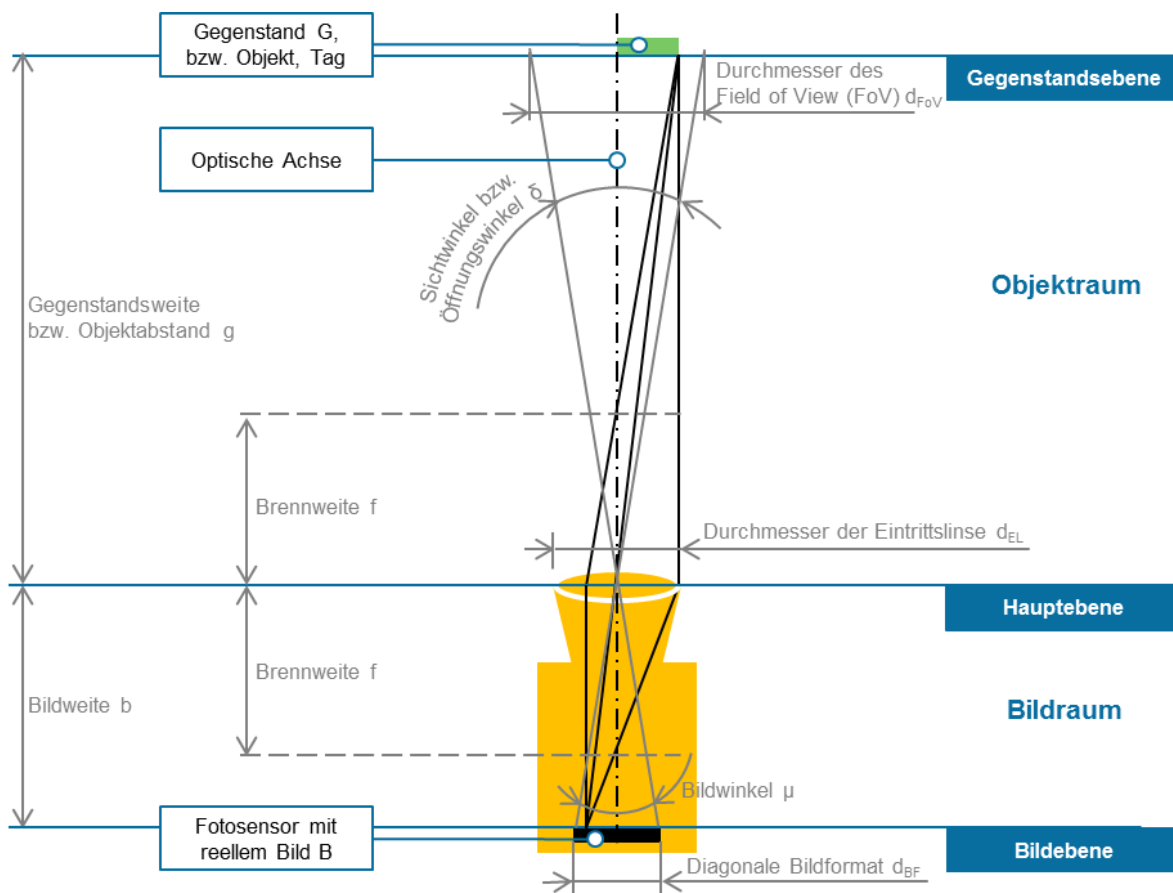 Gegenstand G,
bzw. Objekt, Tag
Durchmesser des
Field of View (FoV) dFoV
Gegenstandsebene
Optische Achse
Sichtwinkel bzw.
Öffnungswinkel δ
Objektraum
Gegenstandsweite
bzw. Objektabstand g
Brennweite f
Durchmesser der Eintrittslinse dEL
Hauptebene
Brennweite f
Bildweite b
Bildraum
Bildwinkel μ
Fotosensor mit
reellem Bild B
Bildebene
Diagonale Bildformat dBF